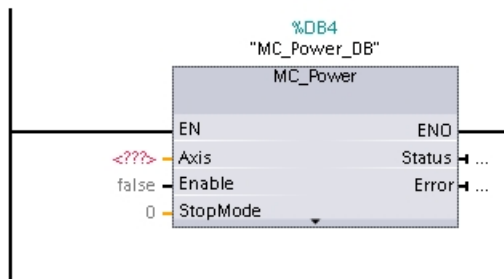 %DB4
"MC_Power_DB"
MC_Power
EN ENO
<???> Axis Status ...
false Enable Error ...
0 StopMode